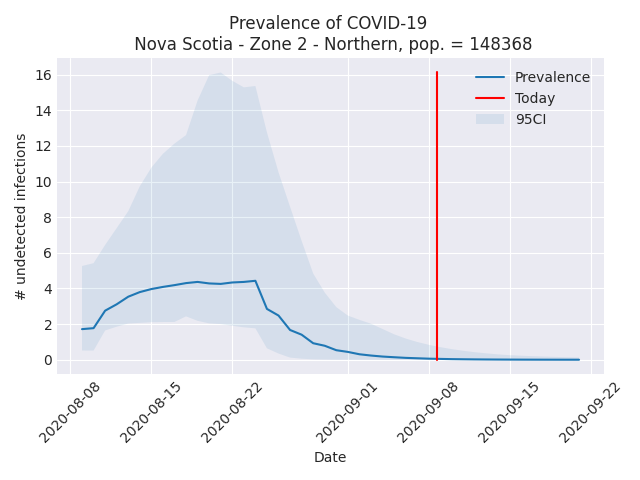 Prevalence of COVID-19
Nova Scotia - Zone 2 - Northern, pop. = 148368
16
14
12
10
8
6
4
2
0
# undetected infections
Prevalence
Today
95CI
2020-08-08
2020-08-15
2020-08-22
2020-09-01
2020-09-08
2020-09-15
2020-09-22
Date